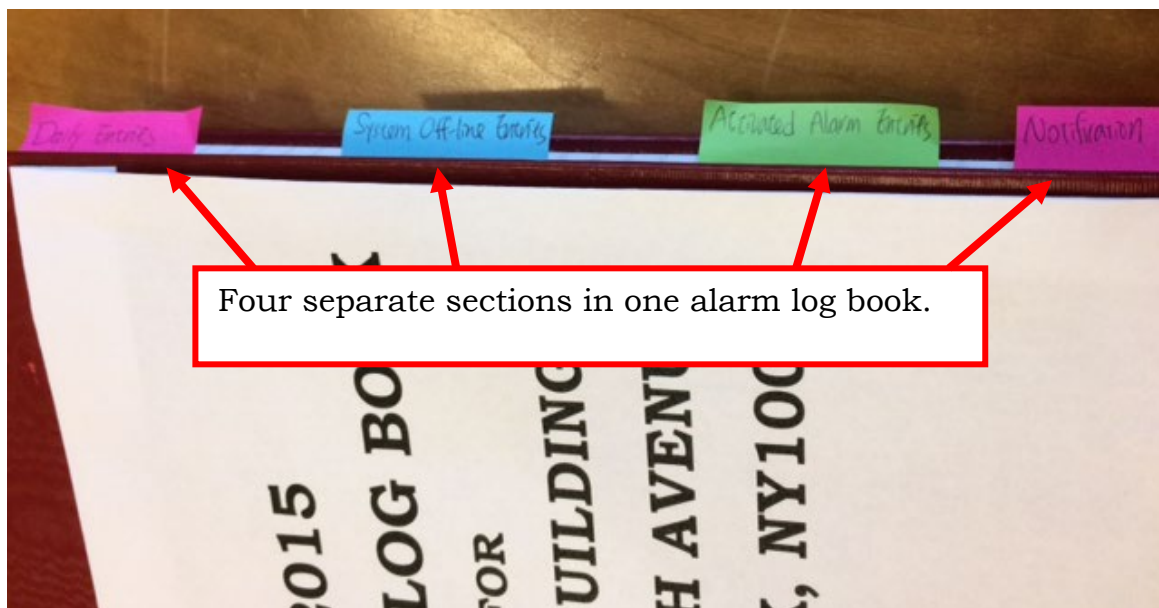 Daily Entries
System Off-line Entries
Activated Alarm Entries
Notification
Four separate sections in one alarm log book.
2015
LOG BO
FOR
UILDING
H AVENU
, NY100